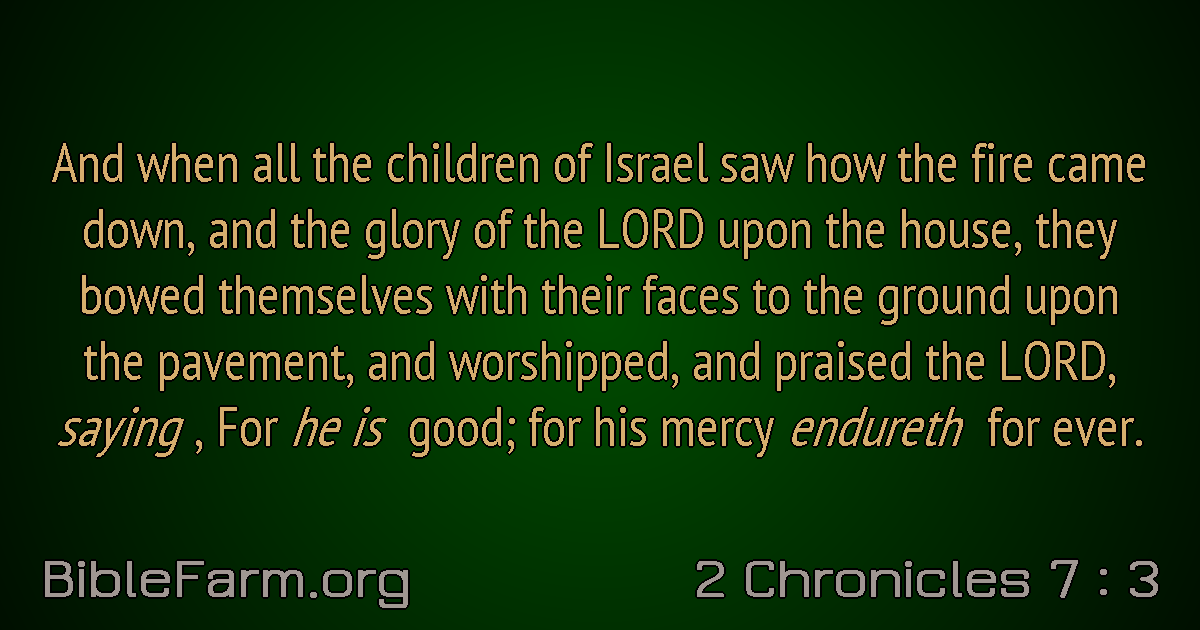 And when all the children of Israel saw how the fire came
down, and the glory of the LORD upon the house, they
bowed themselves with their faces to the ground upon
the pavement, and worshipped, and praised the LORD,
saying , For he is good; for his mercy endureth for ever.
BibleFarm.org
2 Chronicles 7 : 3